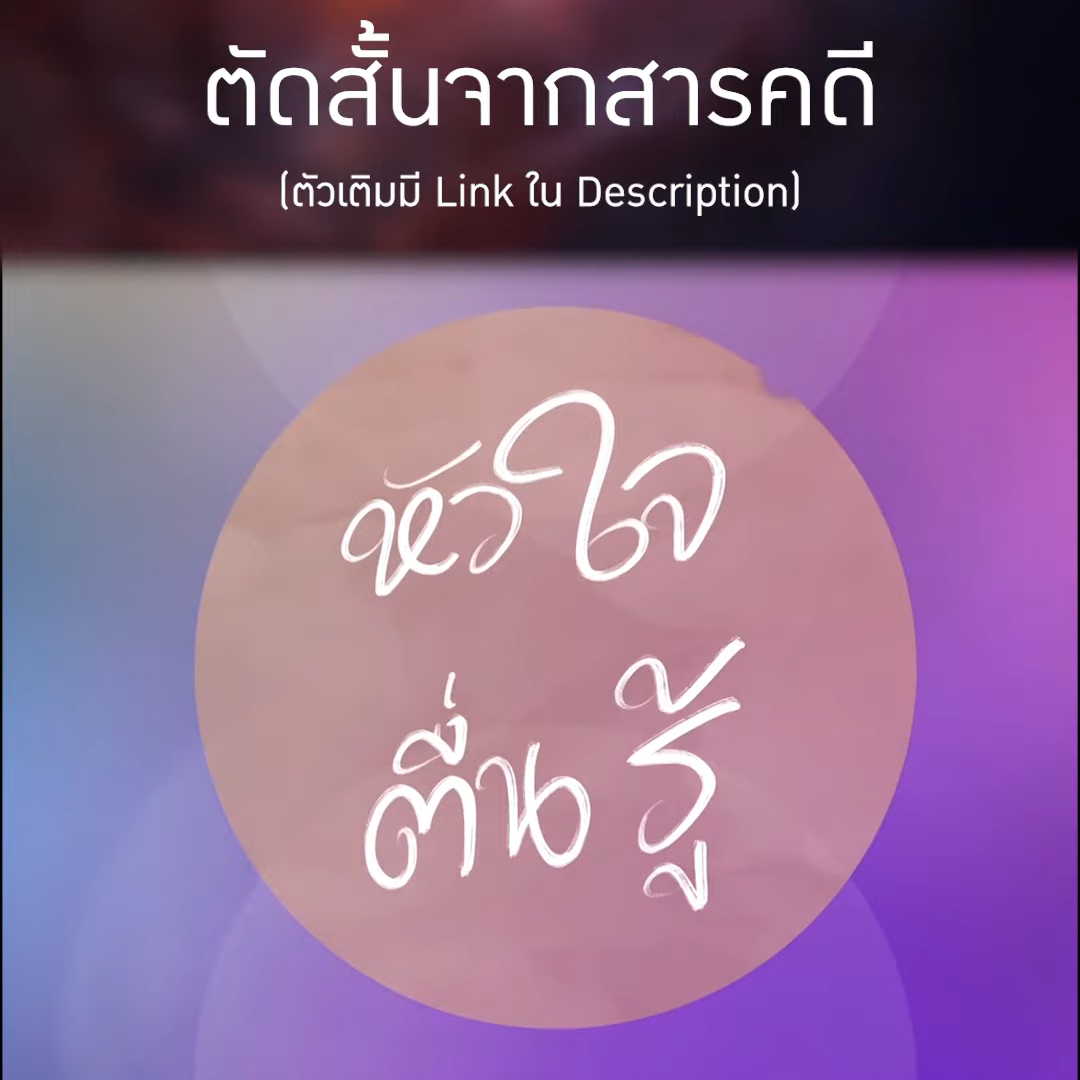 ตัดสั้นจากสารคดี
(ตัวเติมมี Link ใน Description)
หัวใจ
ตื่น รู้